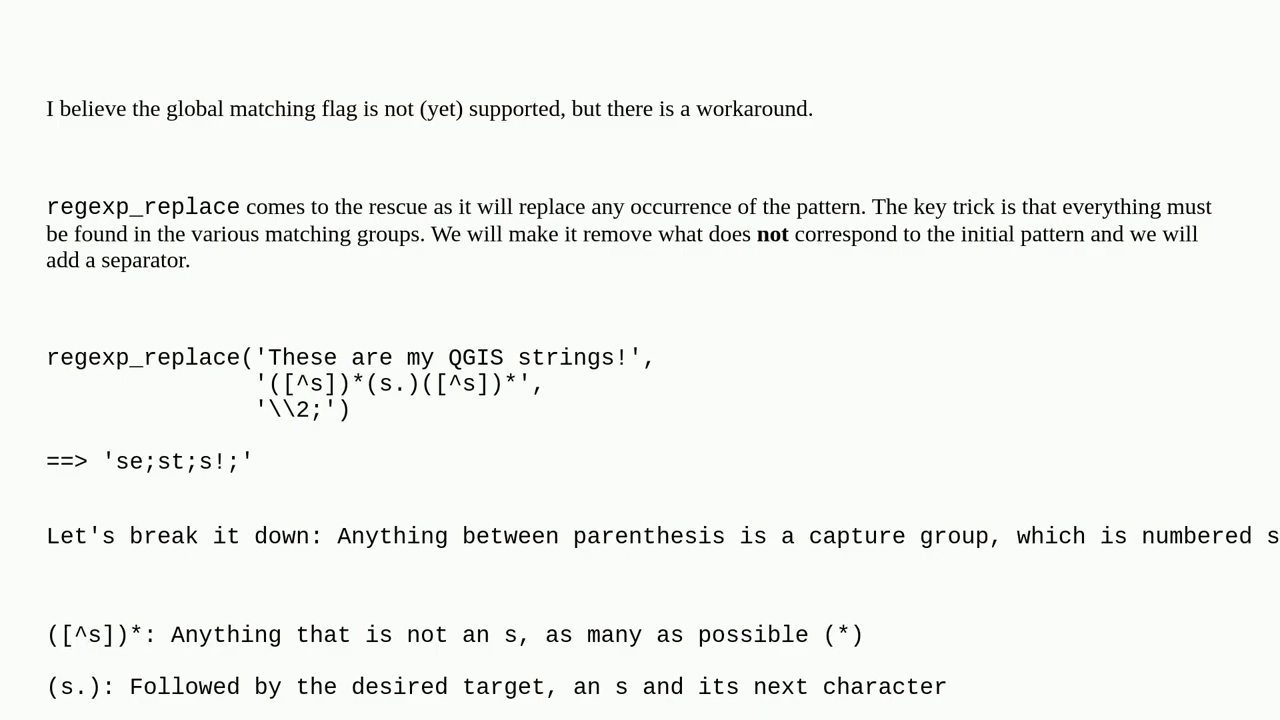 I believe the global matching flag is not (yet) supported, but there is a workaround.
regexp_replace comes to the rescue as it will replace any occurrence of the pattern. The key trick is that everything must
be found in the various matching groups. We will make it remove what does not correspond to the initial pattern and we will
add a separator.
regexp_replace('These are my QGIS strings!',
'([^s])*(s.)([^s])*',
'\\2;')
==> 'se;st;s!;'
Let's break it down: Anything between parenthesis is a capture group, which is numbered s
([^s])*: Anything that is not an s, as many as possible (*)
(s.): Followed by the desired target, an s and its next character